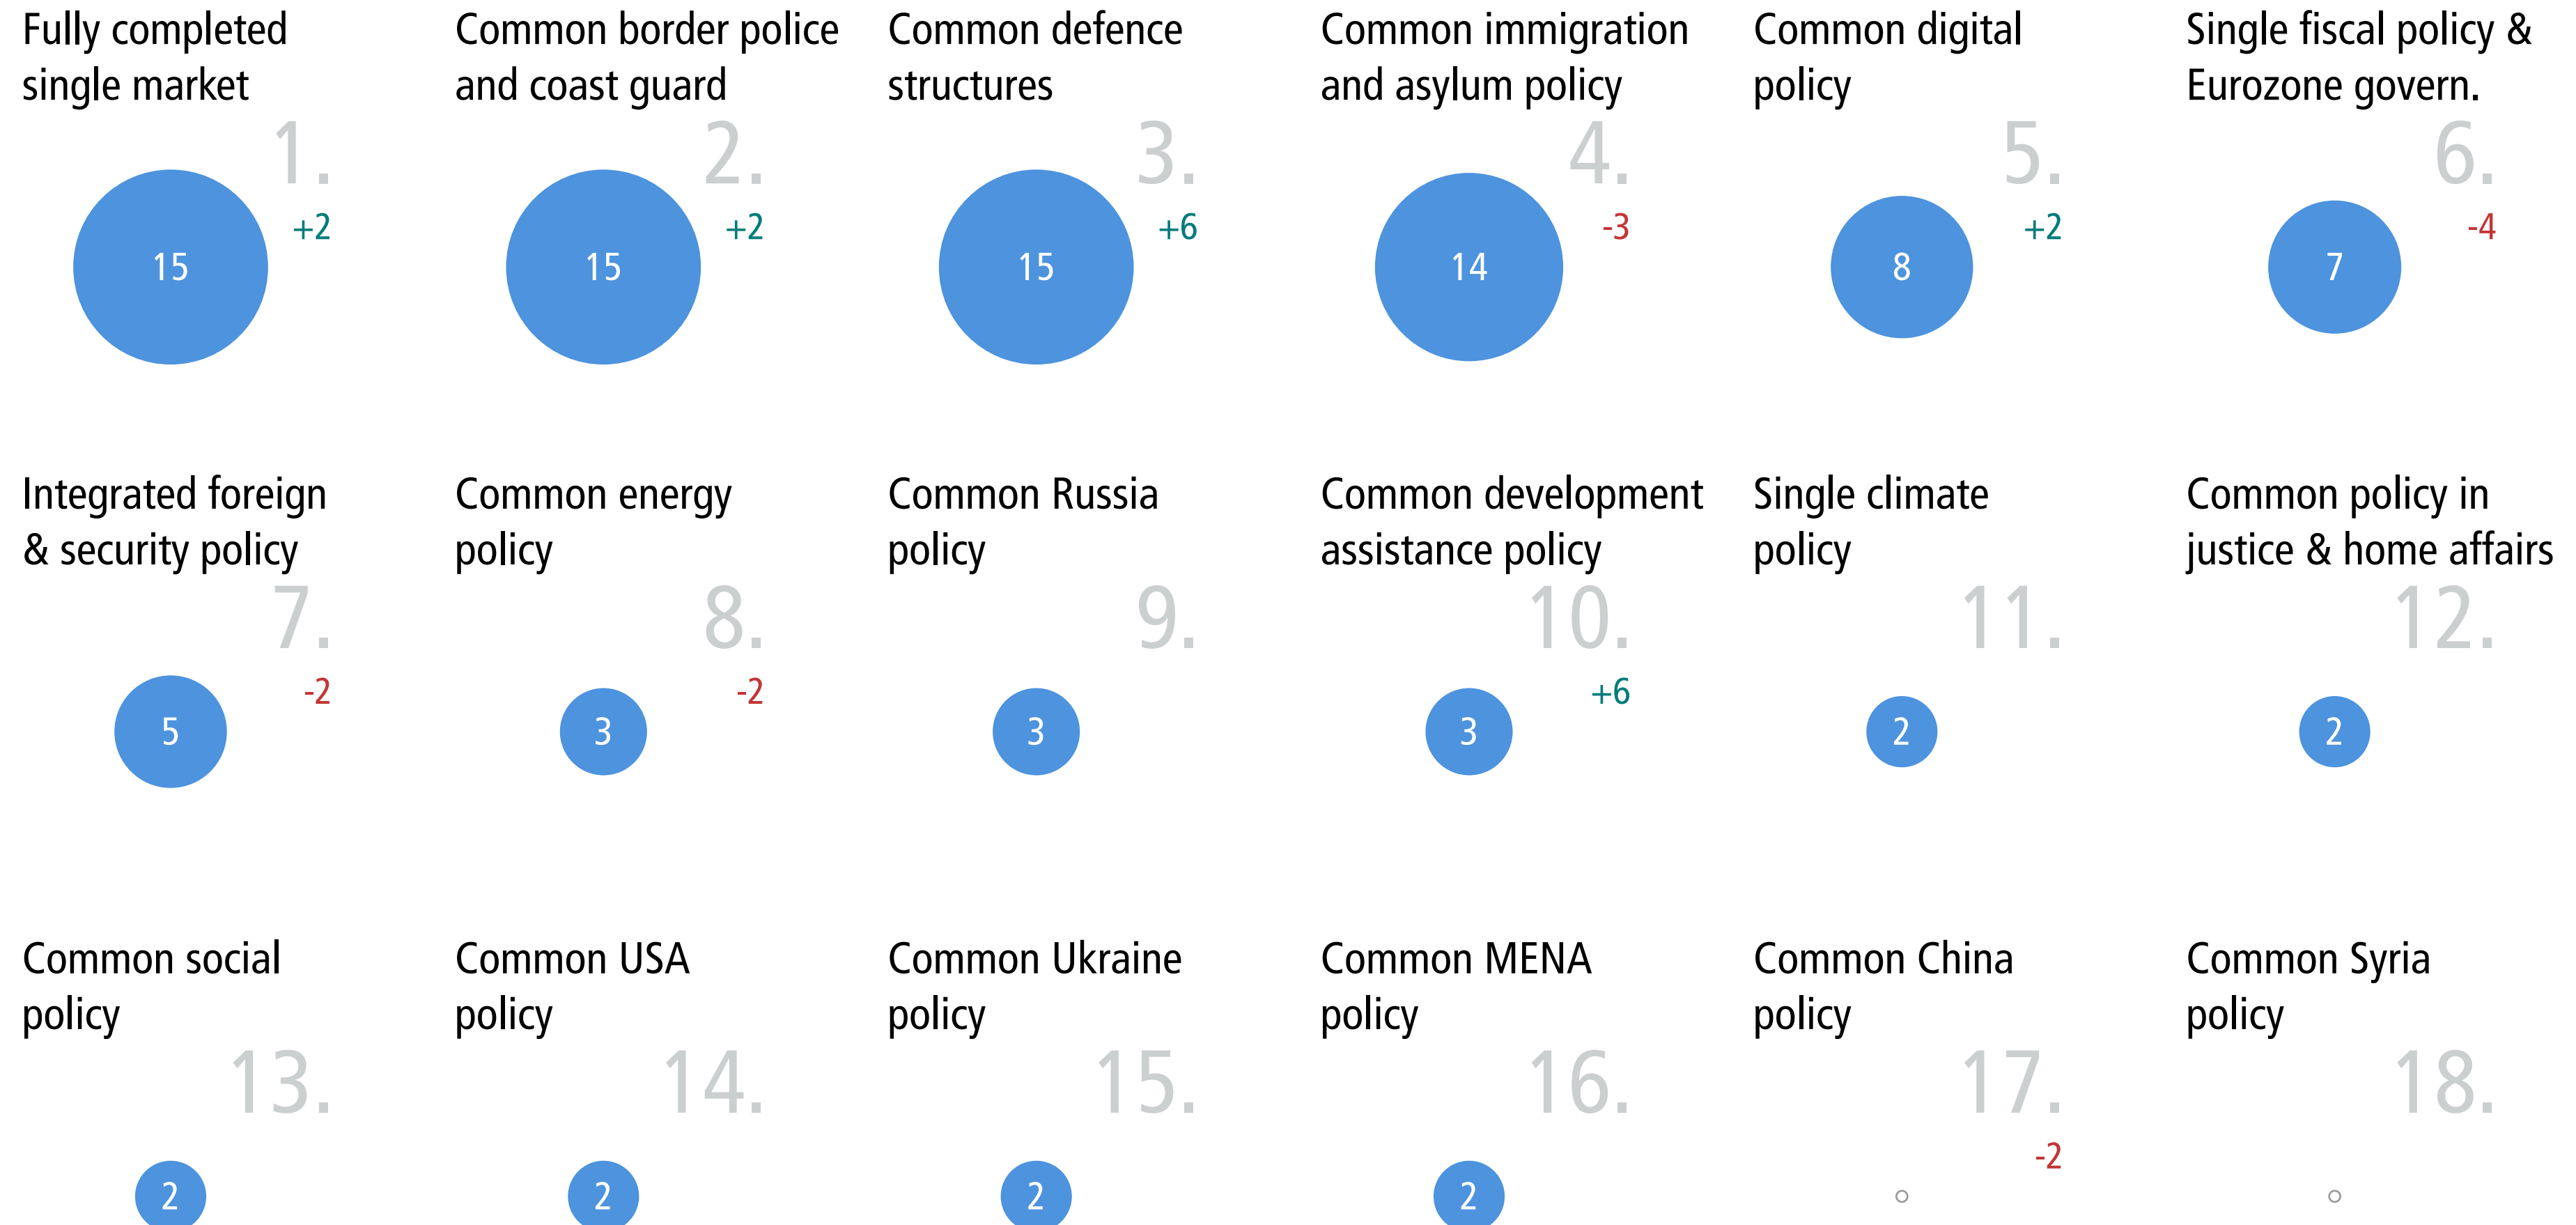 Fully completed
single market
1.
+2
15
Common border police
and coast guard
2.
+2
15
Common defence
structures
3.
+6
15
Common immigration
and asylum policy
4.
-3
14
Common digital
policy
5.
+2
8
Single fiscal policy &
Eurozone govern.
6.
-4
7
Integrated foreign
& security policy
7.
-2
5
Common energy
policy
8.
-2
3
Common Russia
policy
9.
3
Common development
assistance policy
10.
+6
3
Single climate
policy
11.
2
Common policy in
justice & home affairs
12.
2
Common social
policy
13.
2
Common USA
policy
14.
2
Common Ukraine
policy
15.
2
Common MENA
policy
16.
2
Common China
policy
17.
-2
Common Syria
policy
18.